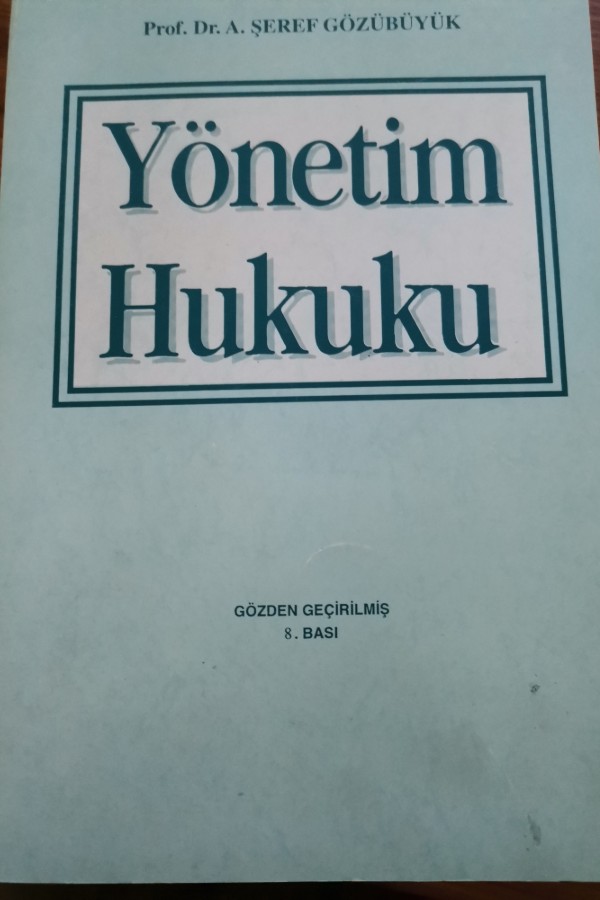 Prof. Dr. A. ŞEREF GÖZÜBÜYÜK
Yönetim
Hukuku
GÖZDEN GEÇİRİLMİŞ
8. BASI